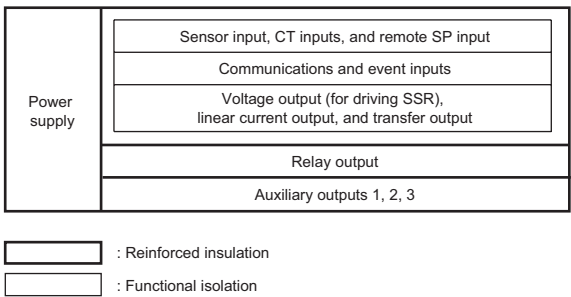 Power
supply
Sensor input, CT inputs, and remote SP input
Communications and event inputs
Voltage output (for driving SSR),
linear current output, and transfer output
Relay output
Auxiliary outputs 1, 2, 3
: Reinforced insulation
: Functional isolation